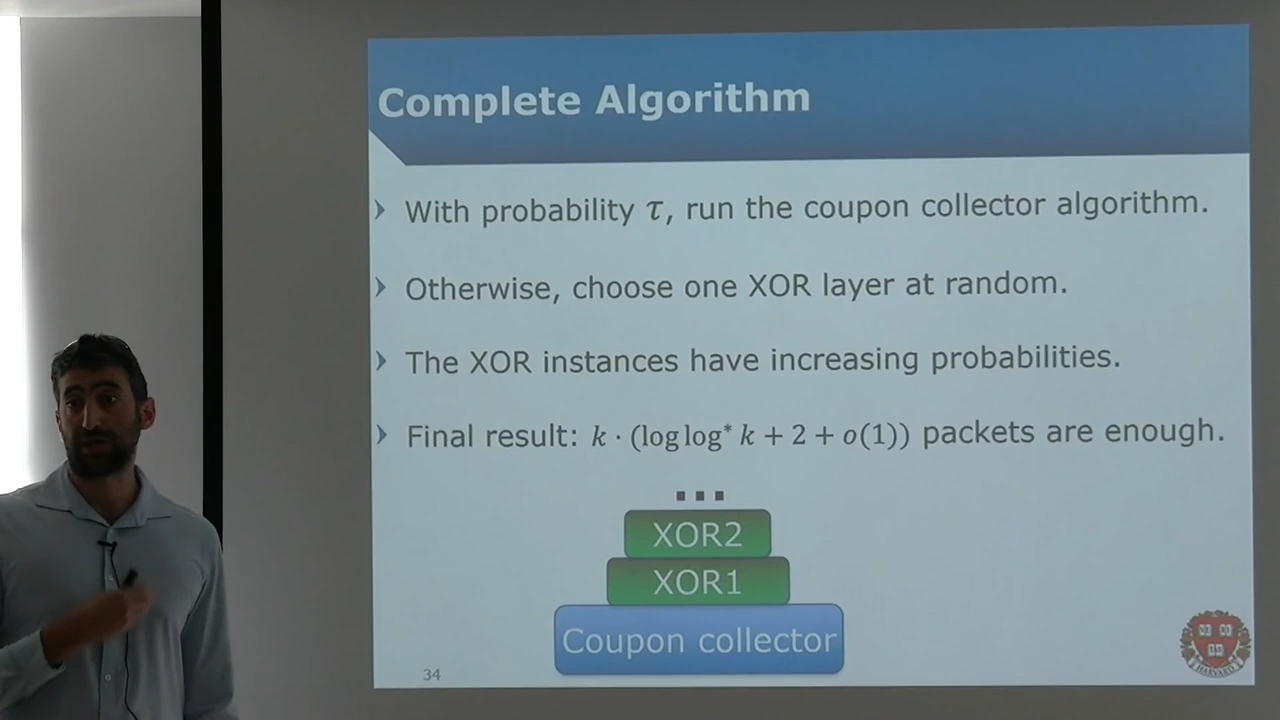 Complete Algorithm
› With probability τ, run the coupon collector algorithm.
› Otherwise, choose one XOR layer at random.
› The XOR instances have increasing probabilities.
› Final result: k · (log log* k + 2 + o(1)) packets are enough.
...
XOR2
XOR1
Coupon collector
34
HARVARD